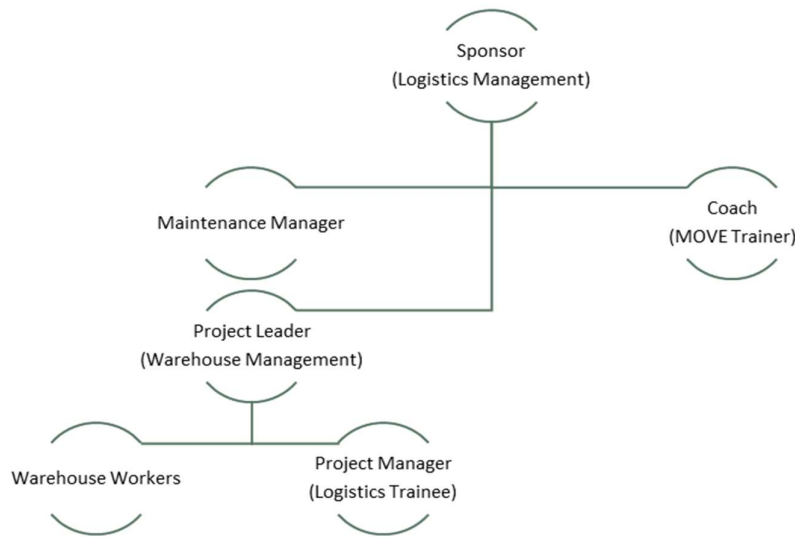 Sponsor
(Logistics Management)
Maintenance Manager
Coach
(MOVE Trainer)
Project Leader
(Warehouse Management)
Warehouse Workers
Project Manager
(Logistics Trainee)